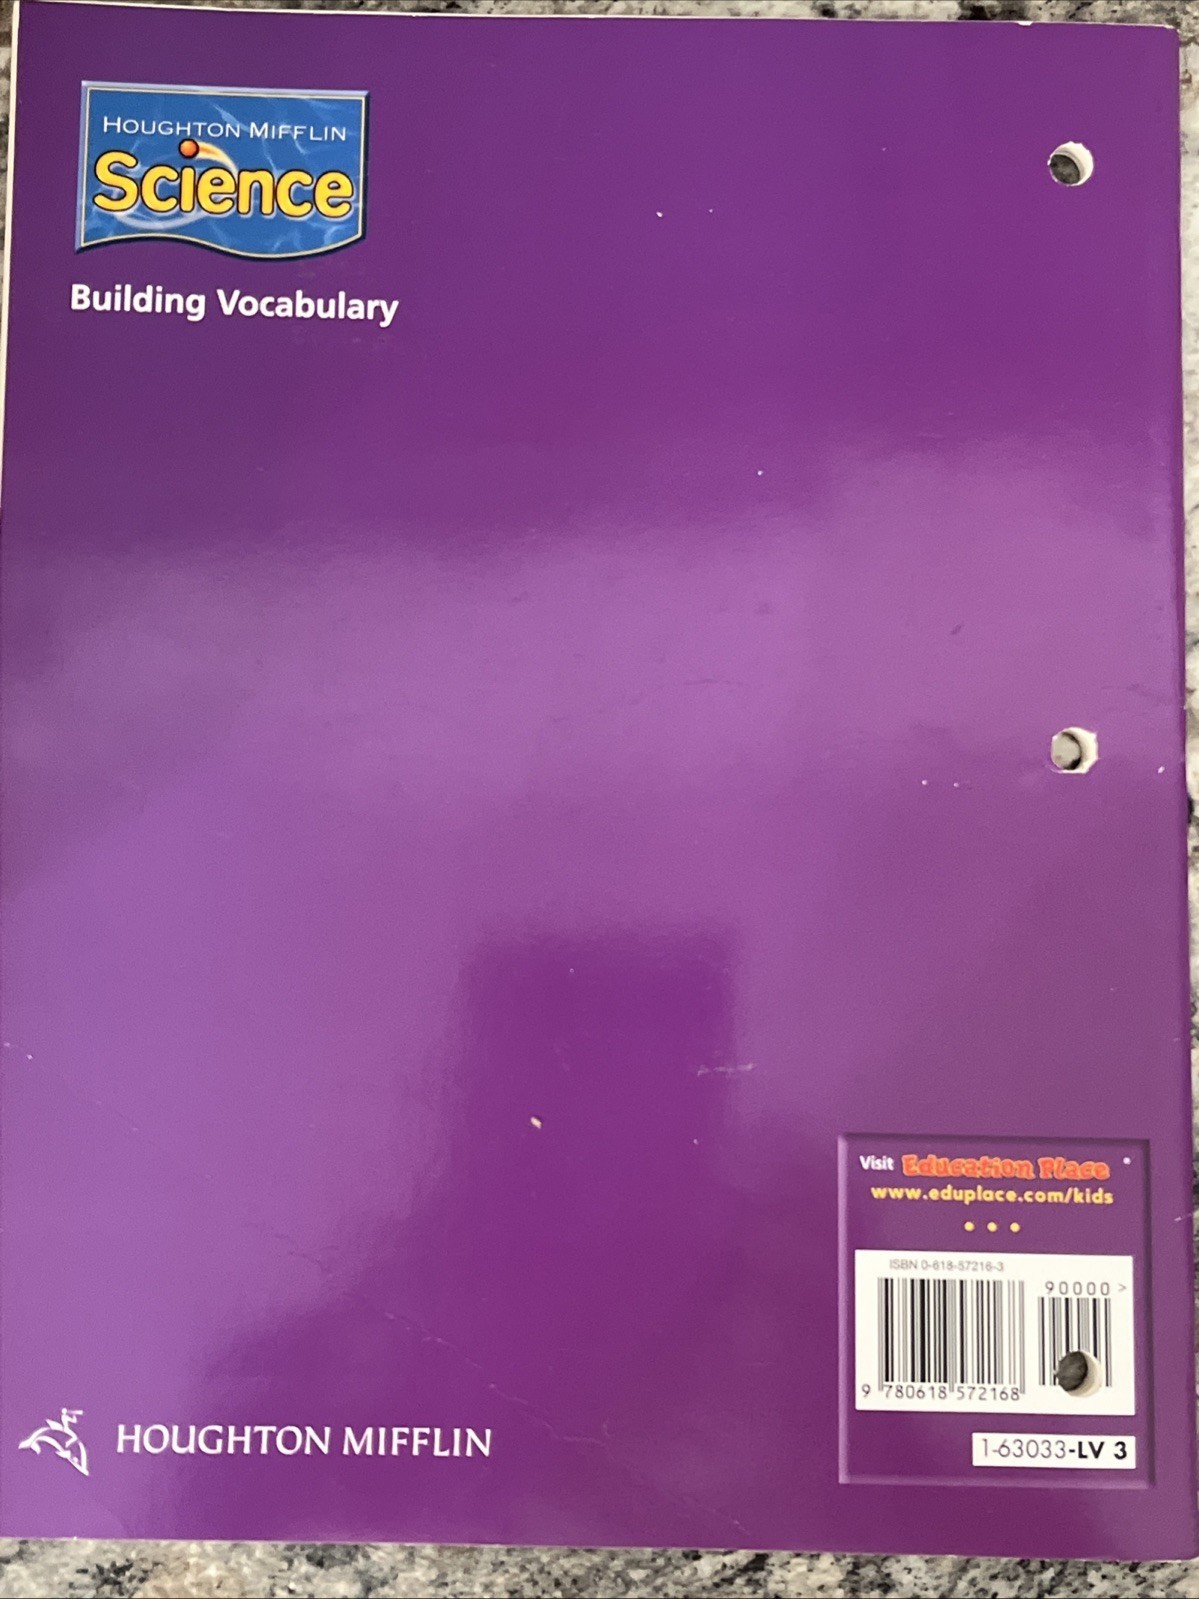 HOUGHTON MIFFLIN
Science
Building Vocabulary
Visit Education Place
www.eduplace.com/kids
ISBN 0-618-57216-3
90000>
9 780618 572168
1-63033-LV 3
HOUGHTON MIFFLIN